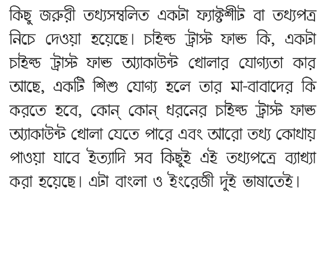 কিছু জরুরী তথ্যসম্বলিত একটা ফ্যাক্টশীট বা তথ্যপত্র
নিচে দেওয়া হয়েছে। চাইল্ড ট্রাস্ট ফান্ড কি, একটা
চাইল্ড ট্রাস্ট ফান্ড অ্যাকাউন্ট খোলার যোগ্যতা কার
আছে, একটি শিশু যোগ্য হলে তার মা-বাবাদের কি
করতে হবে, কোন্ কোন্ ধরনের চাইল্ড ট্রাস্ট ফান্ড
অ্যাকাউন্ট খোলা যেতে পারে এবং আরো তথ্য কোথায়
পাওয়া যাবে ইত্যাদি সব কিছুই এই তথ্যপত্রে ব্যাখ্যা
করা হয়েছে। এটা বাংলা ও ইংরেজী দুই ভাষাতেই।